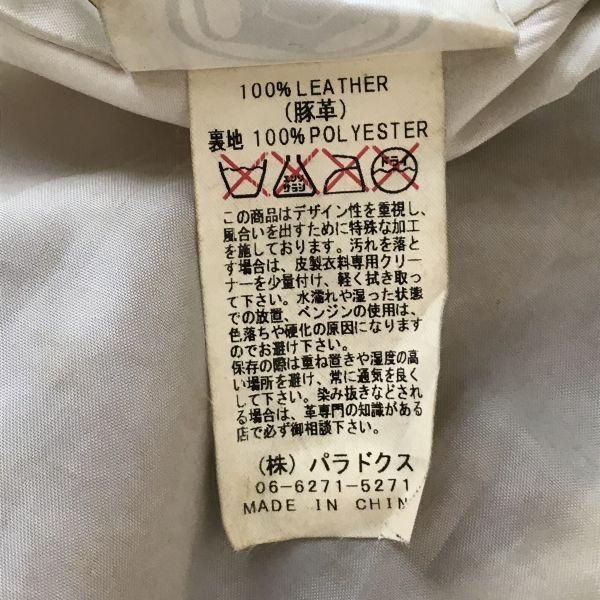 100% LEATHER
(豚革)
裏地 100% POLYESTER
エンソ サラシ
ドライ
この商品はデザイン性を重視し、
風合いを出すために特殊な加工
を施しております。汚れを落と
す場合は、皮製衣料専用クリー
ナーを少量付け、軽く拭き取っ
て下さい。水濡れや湿った状態
での放置、ベンジンの使用は、
色落ちや硬化の原因になります
のでお避け下さい。
保存の際は重ね置きや湿度の高
い場所を避け、常に通気を良く
して下さい。染み抜きなどされ
る場合は、革専門の知識がある
店で必ず御相談下さい。
(株) パラドクス
06-6271-5271
MADE IN CHIN